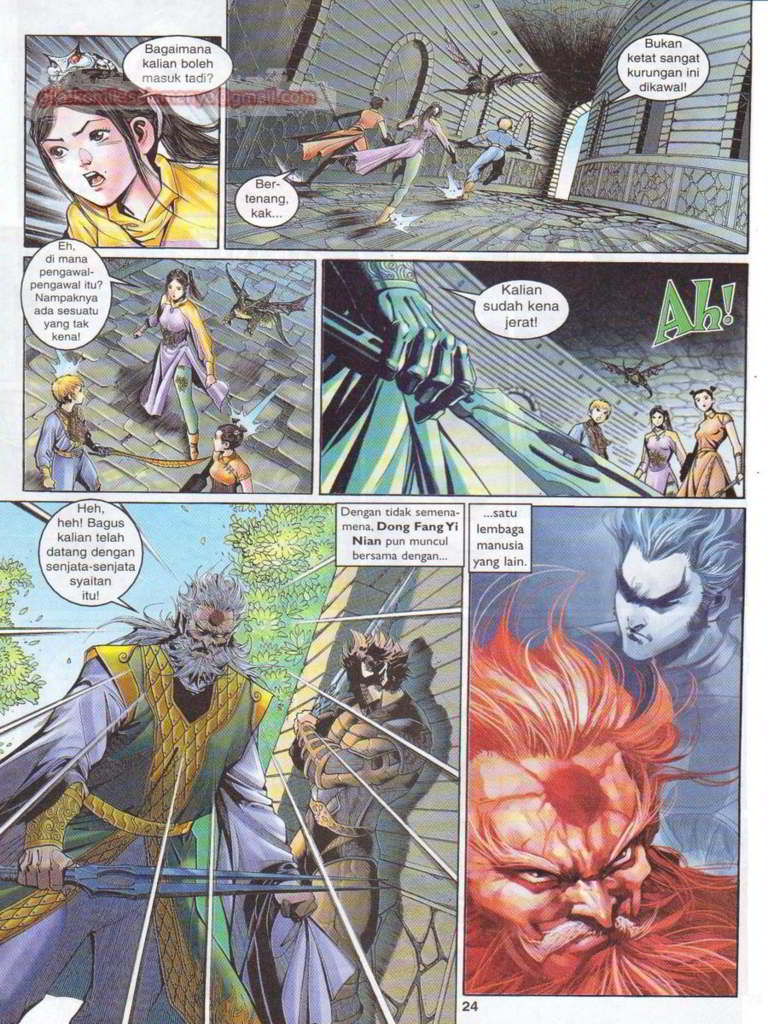 Bagaimana
kalian boleh
masuk tadi?
Bukan
ketat sangat
kurungan ini
dikawal!
Ber-
tenang,
kak...
Eh,
di mana
pengawal-
pengawal itu?
Nampaknya
ada sesuatu
yang tak
kena!
Kalian
sudah kena
jerat!
Ah!
Heh,
heh! Bagus
kalian telah
datang dengan
senjata-senjata
syaitan
itu!
Dengan tidak semena-
mena, Dong Fang Yi
Nian pun muncul
bersama dengan...
...satu
lembaga
manusia
yang lain.
24